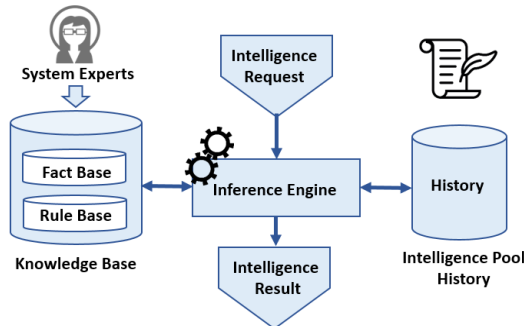 System Experts
Fact Base
Rule Base
Knowledge Base
Intelligence
Request
Inference Engine
Intelligence
Result
History
Intelligence Pool
History